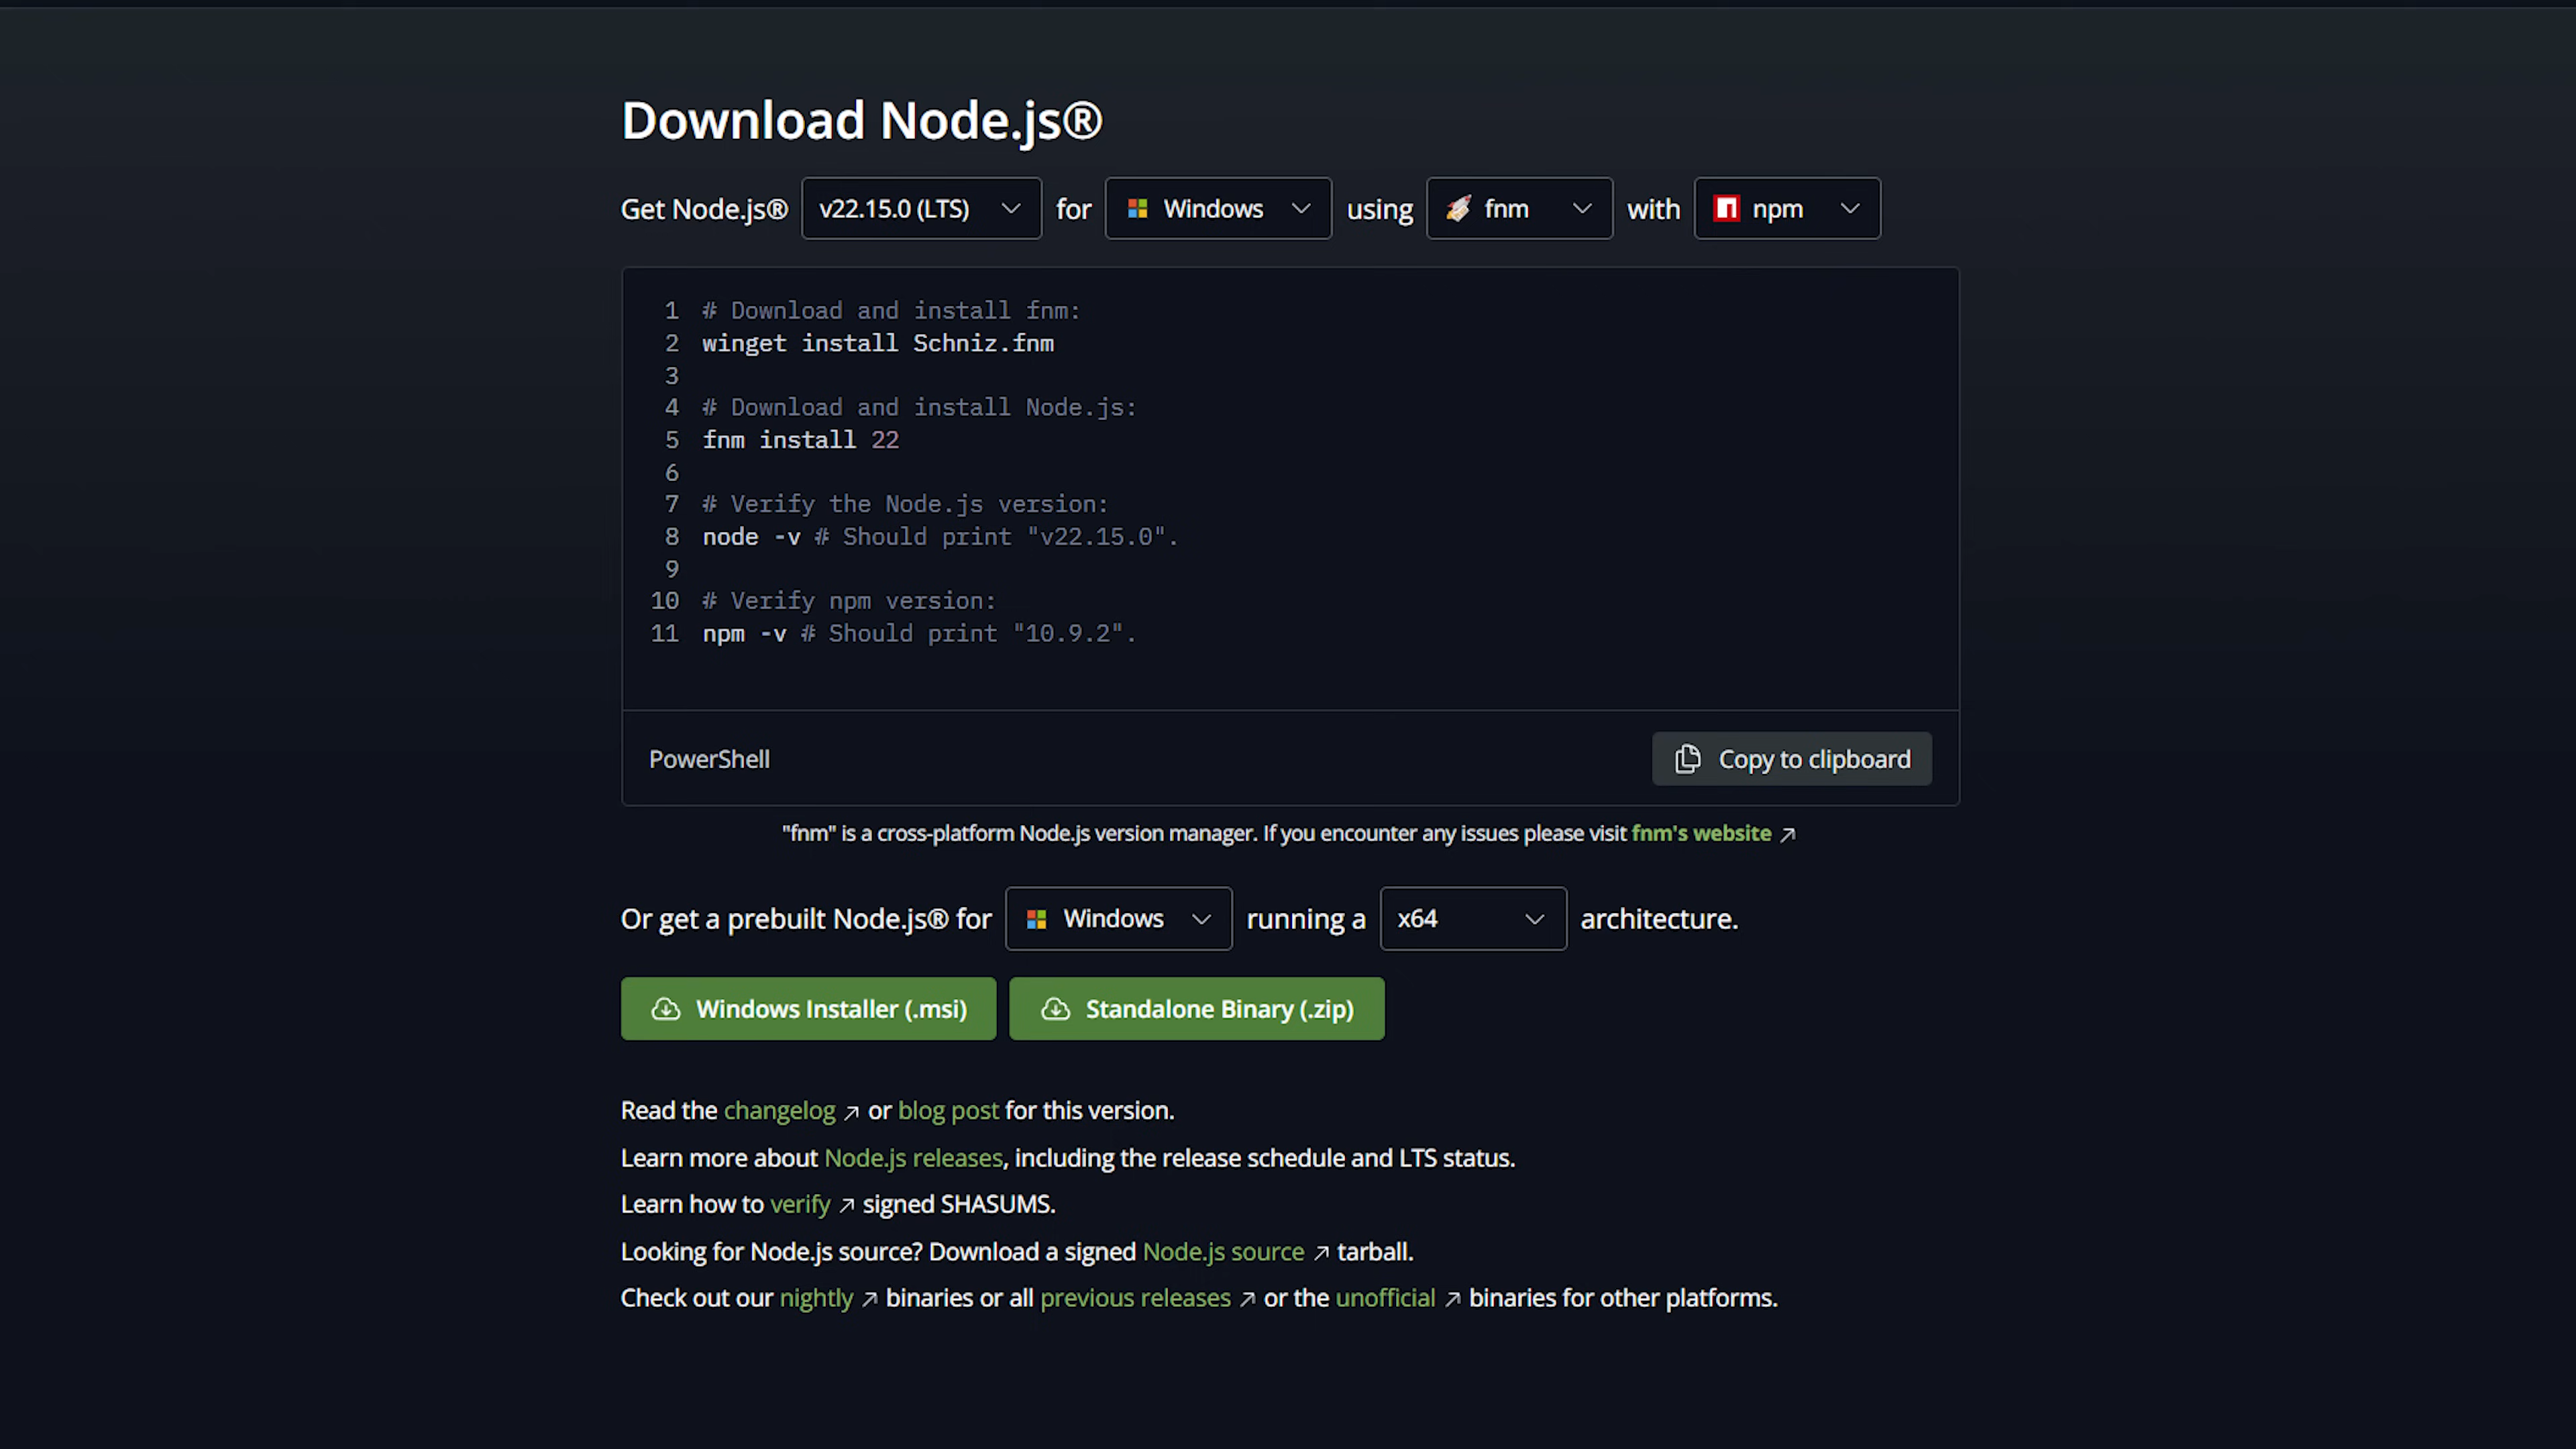 Download Node.js®
Get Node.js® v22.15.0 (LTS) for Windows using fnm with npm
1 # Download and install fnm:
2 winget install Schniz.fnm
3
4 # Download and install Node.js:
5 fnm install 22
6
7 # Verify the Node.js version:
8 node -v # Should print "v22.15.0".
9
10 # Verify npm version:
11 npm -v # Should print "10.9.2".
PowerShell Copy to clipboard
"fnm" is a cross-platform Node.js version manager. If you encounter any issues please visit fnm's website ↗
Or get a prebuilt Node.js® for Windows running a x64 architecture.
Windows Installer (.msi) Standalone Binary (.zip)
Read the changelog ↗ or blog post for this version.
Learn more about Node.js releases, including the release schedule and LTS status.
Learn how to verify ↗ signed SHASUMS.
Looking for Node.js source? Download a signed Node.js source ↗ tarball.
Check out our nightly ↗ binaries or all previous releases ↗ or the unofficial ↗ binaries for other platforms.